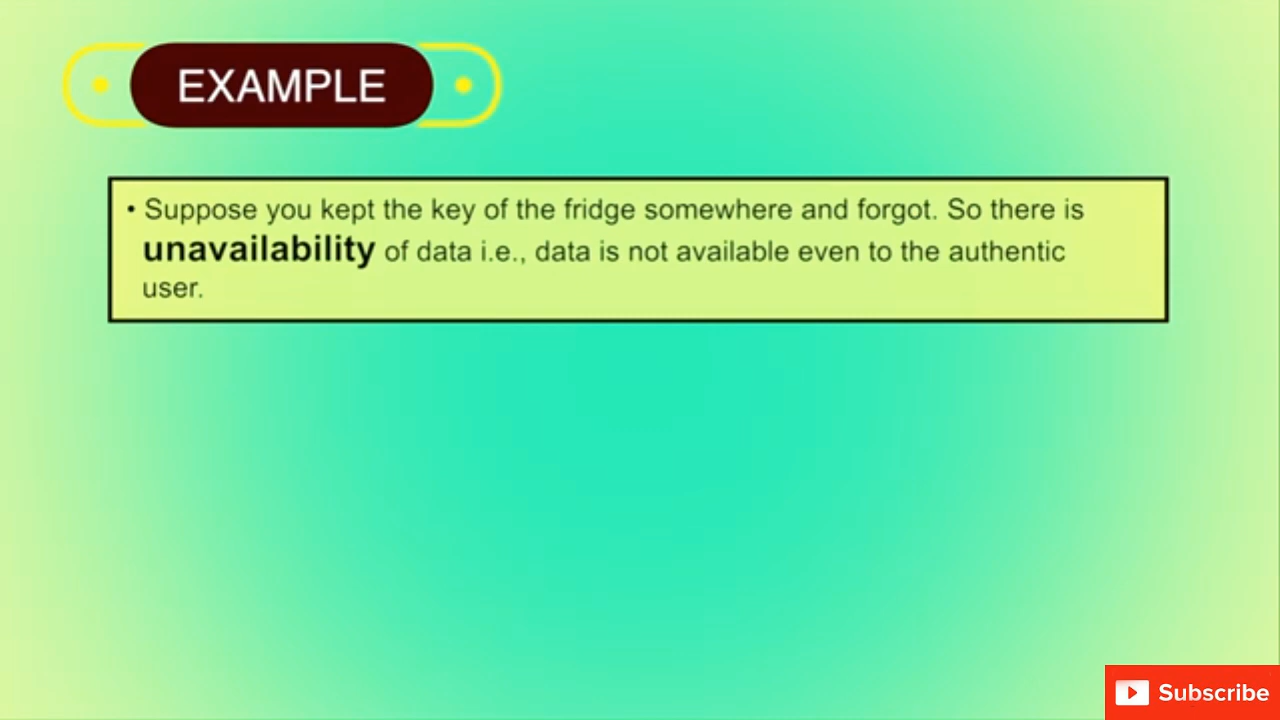 EXAMPLE
• Suppose you kept the key of the fridge somewhere and forgot. So there is
unavailability of data i.e., data is not available even to the authentic
user.
Subscribe